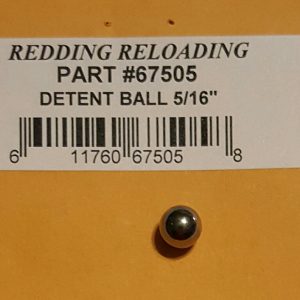 REDDING RELOADING
PART #67505
DETENT BALL 5/16"
6 11760 67505 8